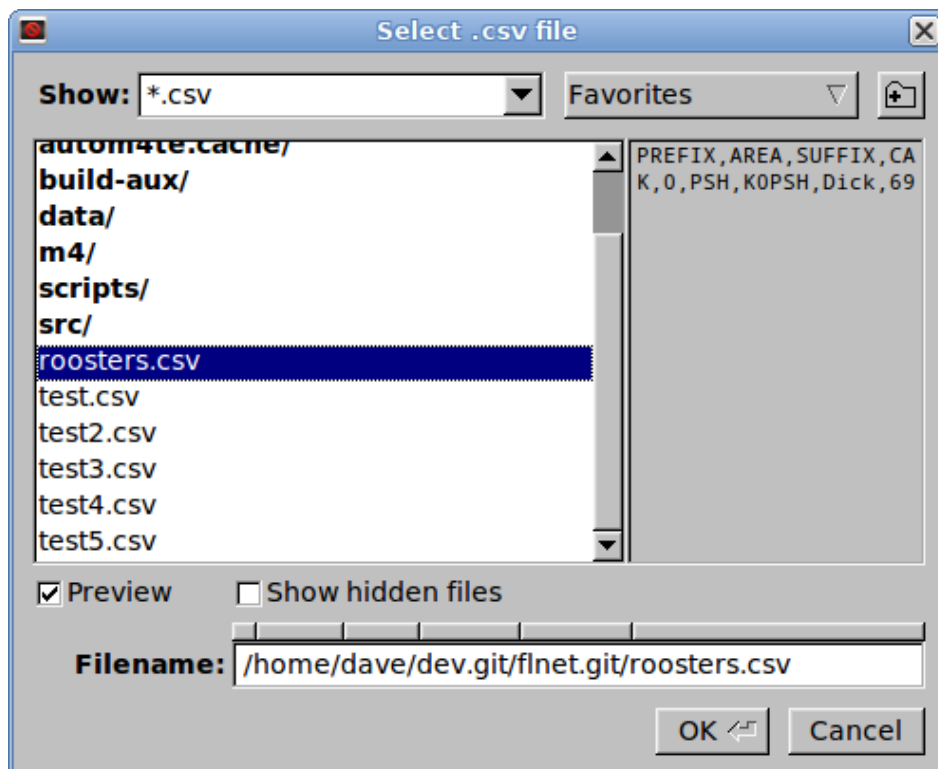 Select .csv file
Show: *.csv Favorites
autom4te.cache/
build-aux/
data/
m4/
scripts/
src/
roosters.csv
test.csv
test2.csv
test3.csv
test4.csv
test5.csv
PREFIX,AREA,SUFFIX,CA
K,0,PSH,K0PSH,Dick,69
Preview Show hidden files
Filename: /home/dave/dev.git/flnet.git/roosters.csv
OK Cancel